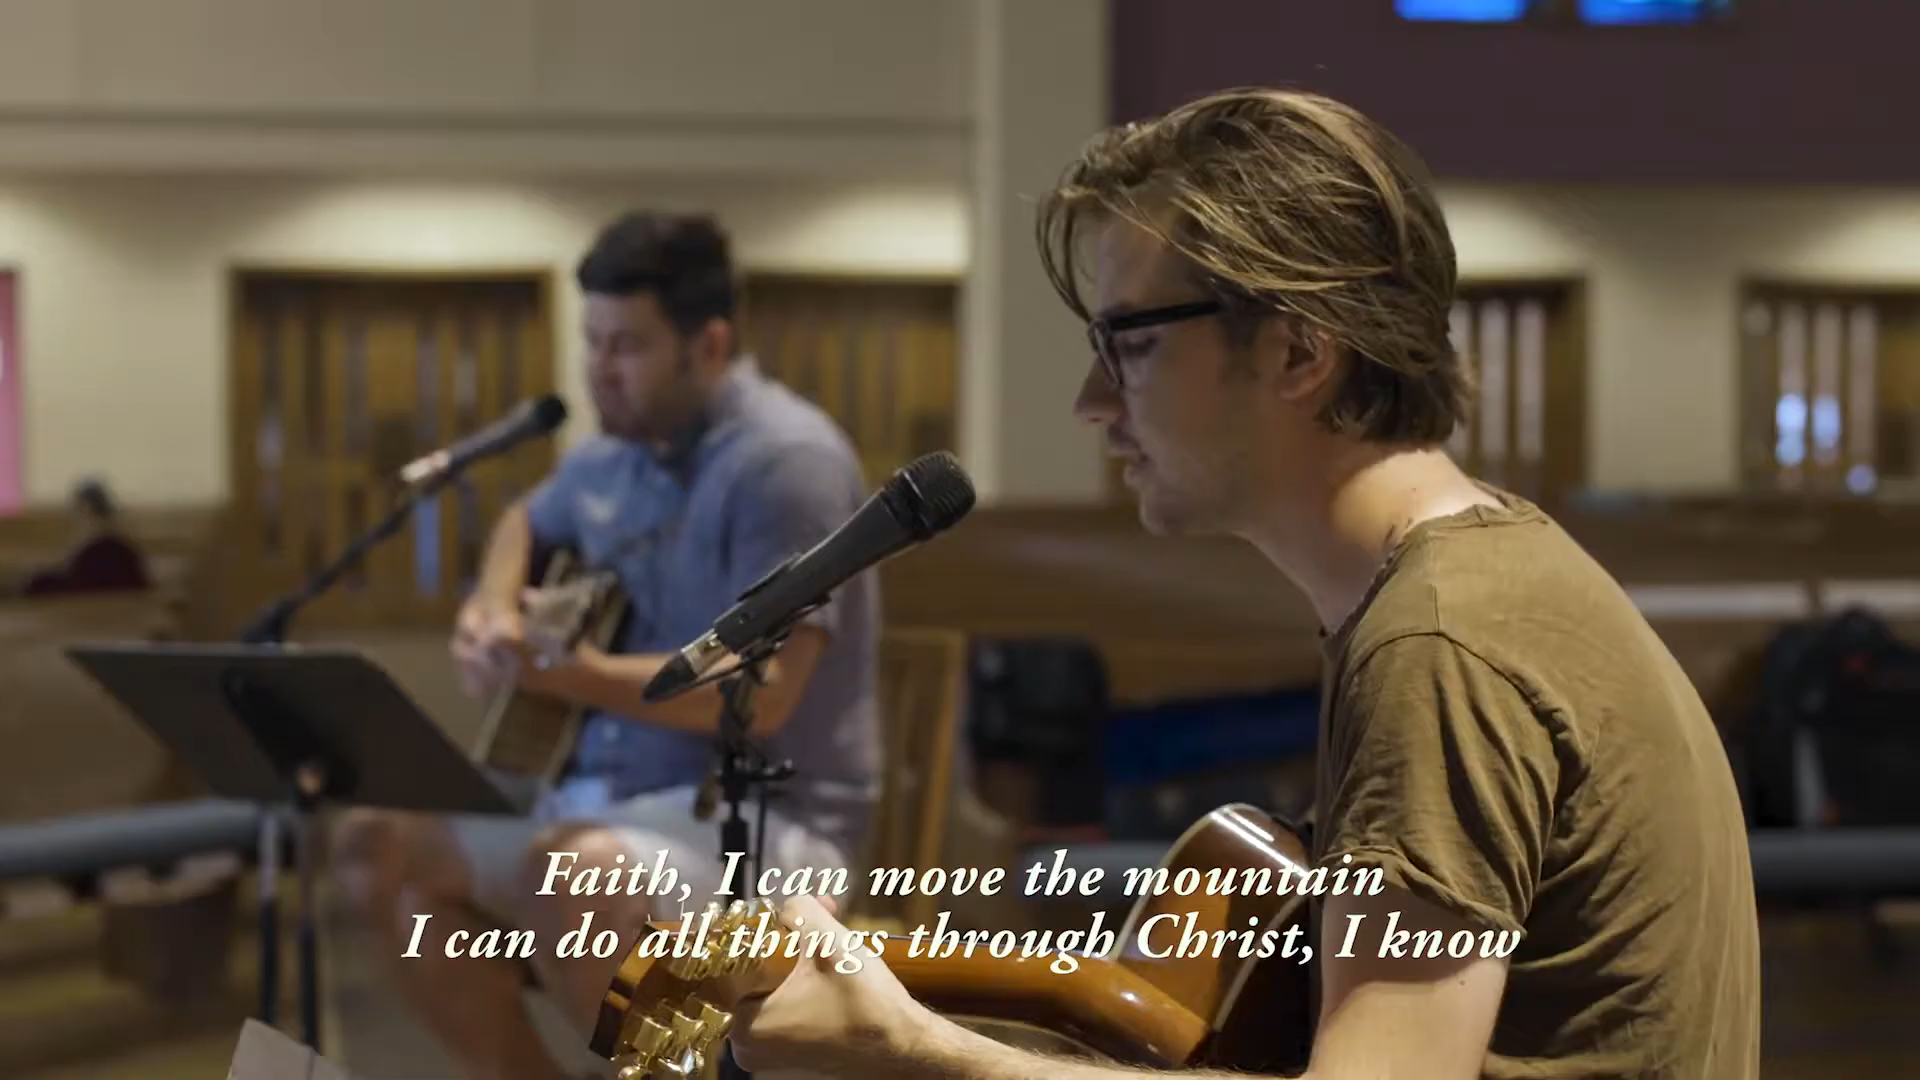 Faith, I can move the mountain
I can do all things through Christ, I know